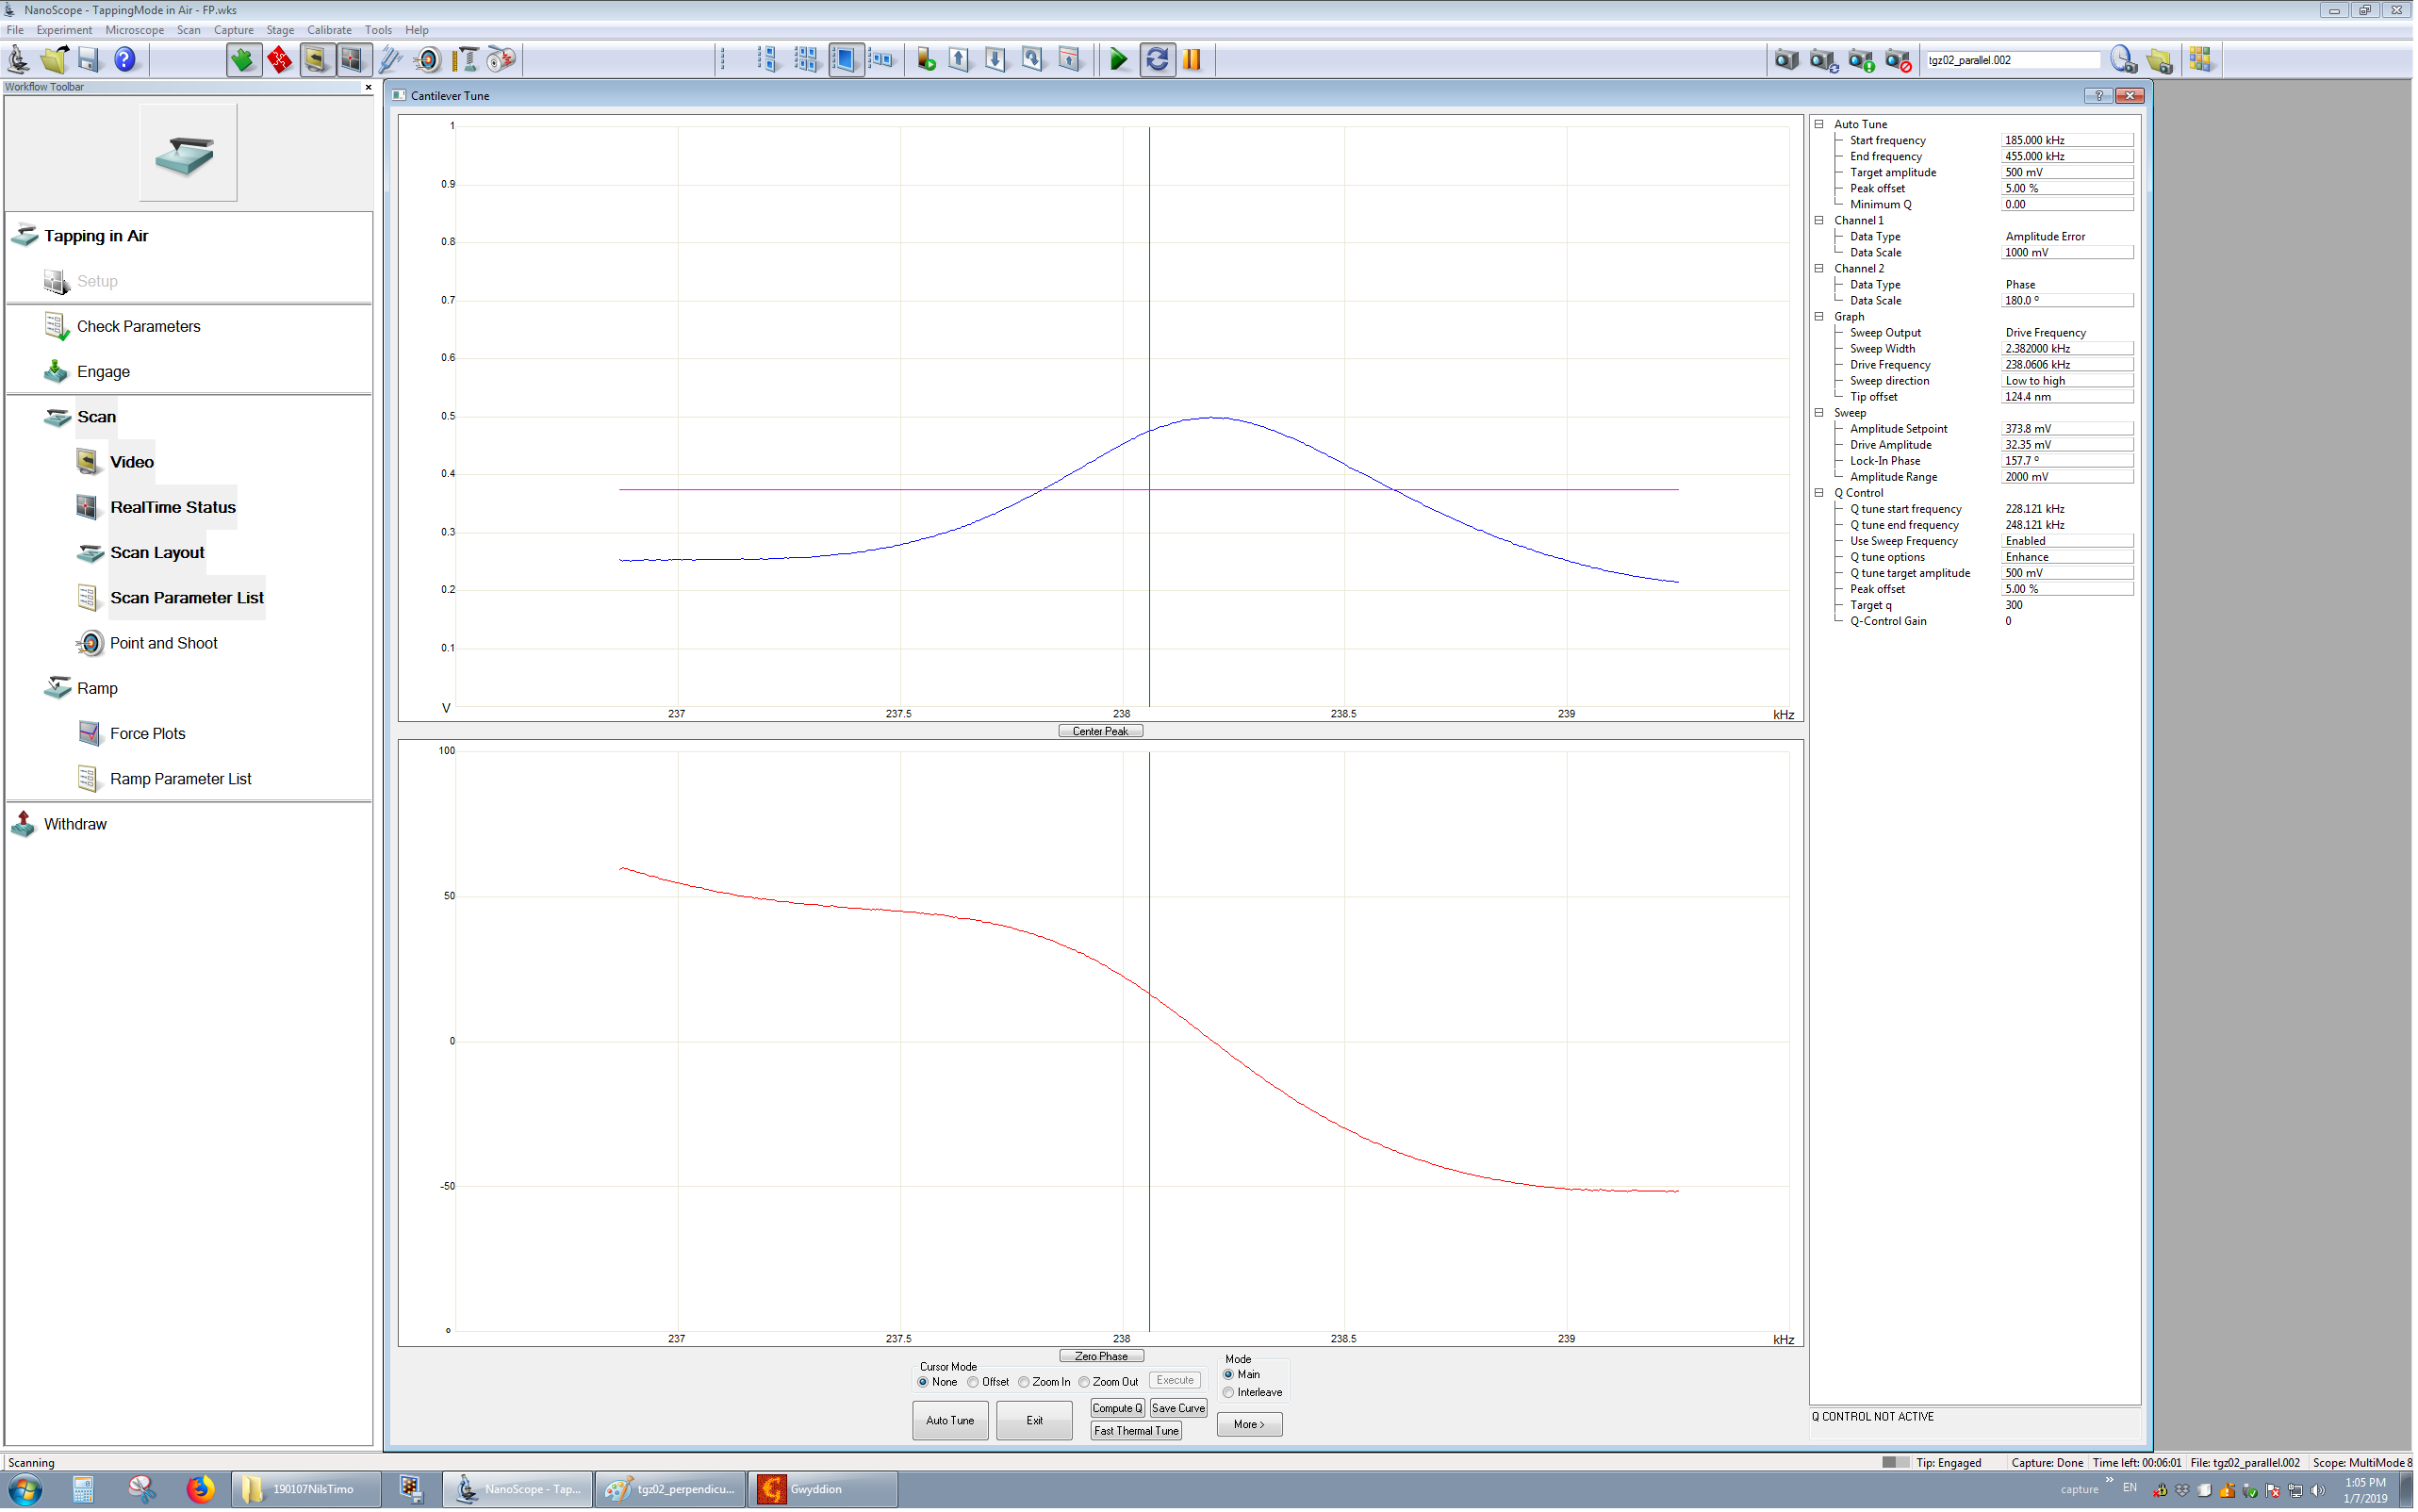 NanoScope - TappingMode in Air - FP.wks
File Experiment Microscope Scan Capture Stage Calibrate Tools Help
tgz02_parallel.002
Workflow Toolbar
Tapping in Air
Setup
Check Parameters
Engage
Scan
Video
RealTime Status
Scan Layout
Scan Parameter List
Point and Shoot
Ramp
Force Plots
Ramp Parameter List
Withdraw
Cantilever Tune
1
0.9
0.8
0.7
0.6
0.5
0.4
0.3
0.2
0.1
V
237 237.5 238 238.5 239 kHz
Center Peak
100
50
0
-50
º
237 237.5 238 238.5 239 kHz
Zero Phase
Cursor Mode
None Offset Zoom In Zoom Out Execute
Mode
Main
Interleave
Auto Tune Exit Compute Q Save Curve
Fast Thermal Tune
More >
Auto Tune
Start frequency 185.000 kHz
End frequency 455.000 kHz
Target amplitude 500 mV
Peak offset 5.00 %
Minimum Q 0.00
Channel 1
Data Type Amplitude Error
Data Scale 1000 mV
Channel 2
Data Type Phase
Data Scale 180.0 º
Graph
Sweep Output Drive Frequency
Sweep Width 2.382000 kHz
Drive Frequency 238.0606 kHz
Sweep direction Low to high
Tip offset 124.4 nm
Sweep
Amplitude Setpoint 373.8 mV
Drive Amplitude 32.35 mV
Lock-In Phase 157.7 º
Amplitude Range 2000 mV
Q Control
Q tune start frequency 228.121 kHz
Q tune end frequency 248.121 kHz
Use Sweep Frequency Enabled
Q tune options Enhance
Q tune target amplitude 500 mV
Peak offset 5.00 %
Target q 300
Q-Control Gain 0
Q CONTROL NOT ACTIVE
Scanning Tip: Engaged Capture: Done Time left: 00:06:01 File: tgz02_parallel.002 Scope: MultiMode 8
190107NilsTimo NanoScope - Tap... tgz02_perpendicu... Gwyddion capture EN 1:05 PM
1/7/2019